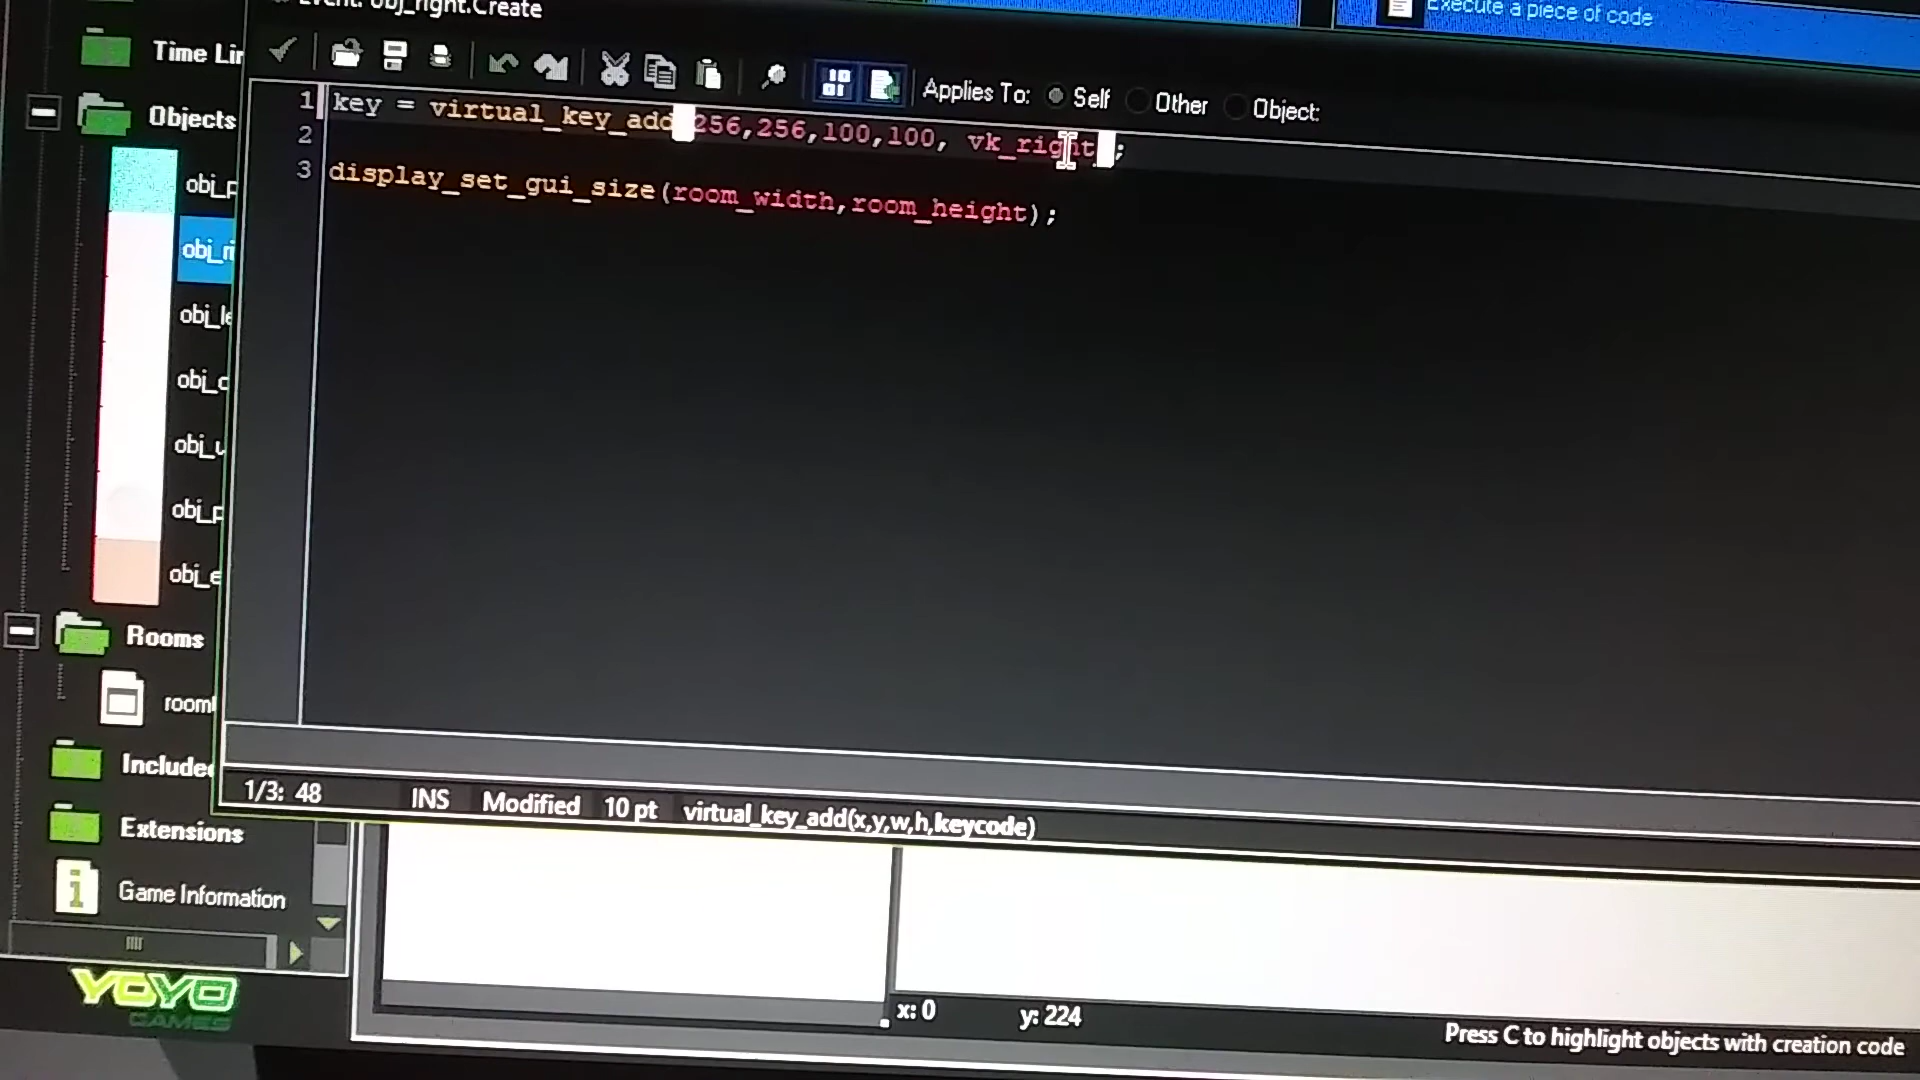 Event: obj_right.Create
Execute a piece of code
Time Lin
Applies To: Self Other Object:
Objects
1 key = virtual_key_add(256,256,100,100, vk_right);
2
3 display_set_gui_size(room_width,room_height);
obj_p
obj_ri
obj_le
obj_
obj_u
obj_p
obj_e
Rooms
room
Included
Extensions
Game Information
1/3: 48 INS Modified 10 pt virtual_key_add(x,y,w,h,keycode)
YOYO
GAMES
x: 0 y: 224
Press C to highlight objects with creation code